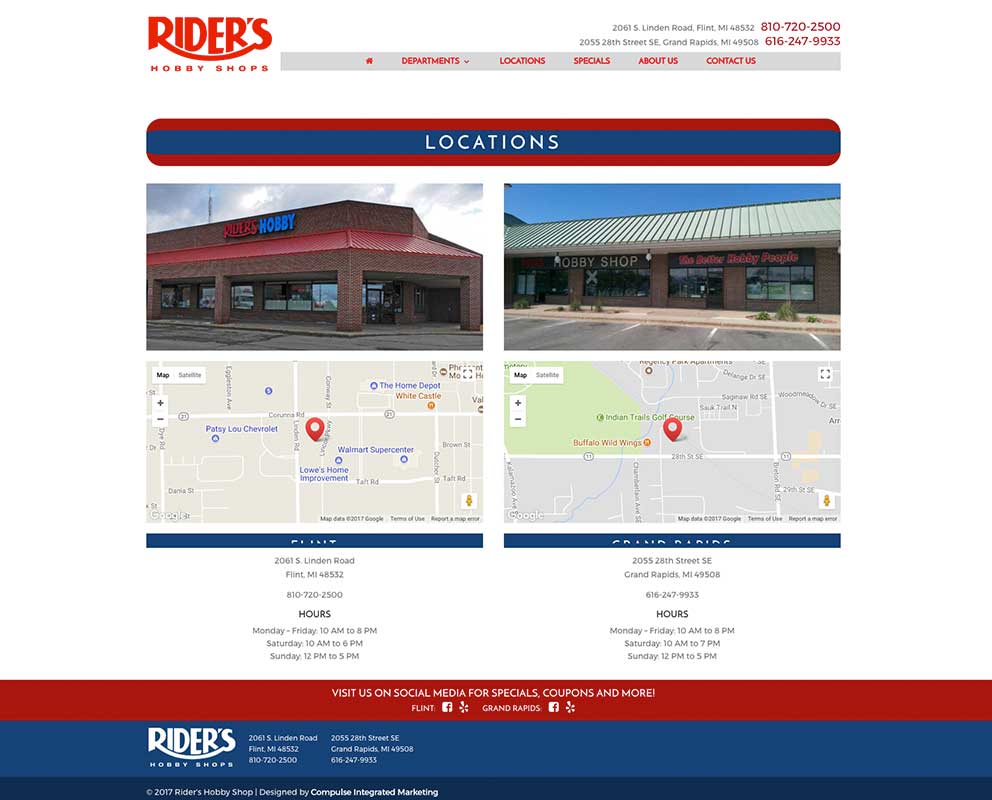 RIDER'S
HOBBY SHOPS
2061 S. Linden Road, Flint, MI 48532 810-720-2500
2055 28th Street SE, Grand Rapids, MI 49508 616-247-9933
DEPARTMENTS
LOCATIONS
SPECIALS
ABOUT US
CONTACT US
LOCATIONS
RIDER'S HOBBY
HOBBY SHOP
The Better Hobby People
Map Satellite
Eggleston Ave
Conway St
The Home Depot
White Castle
21
Corunna Rd
21
Patsy Lou Chevrolet
Linden Rd
Dye Rd
Walmart Supercenter
Brown St
Lowe's Home
Improvement
Taft Rd
Dutcher St
Dania St
Google
Map data ©2017 Google Terms of Use Report a map error
Map Satellite
Regency Park Apartments
Delange Dr SE
Saginaw Rd SE
Woodmeadow Dr SE
Sauk Trail N
Indian Trails Golf Course
Buffalo Wild Wings
11
28th St SE
11
Kalamazoo Ave
Chamberlain Ave SE
Breton Rd SE
29th St SE
Google
Map data ©2017 Google Terms of Use Report a map error
FLINT
GRAND RAPIDS
2061 S. Linden Road
Flint, MI 48532
810-720-2500
HOURS
Monday – Friday: 10 AM to 8 PM
Saturday: 10 AM to 6 PM
Sunday: 12 PM to 5 PM
2055 28th Street SE
Grand Rapids, MI 49508
616-247-9933
HOURS
Monday – Friday: 10 AM to 8 PM
Saturday: 10 AM to 7 PM
Sunday: 12 PM to 5 PM
VISIT US ON SOCIAL MEDIA FOR SPECIALS, COUPONS AND MORE!
FLINT:
GRAND RAPIDS:
RIDER'S
HOBBY SHOPS
2061 S. Linden Road
Flint, MI 48532
810-720-2500
2055 28th Street SE
Grand Rapids, MI 49508
616-247-9933
© 2017 Rider's Hobby Shop | Designed by Compulse Integrated Marketing